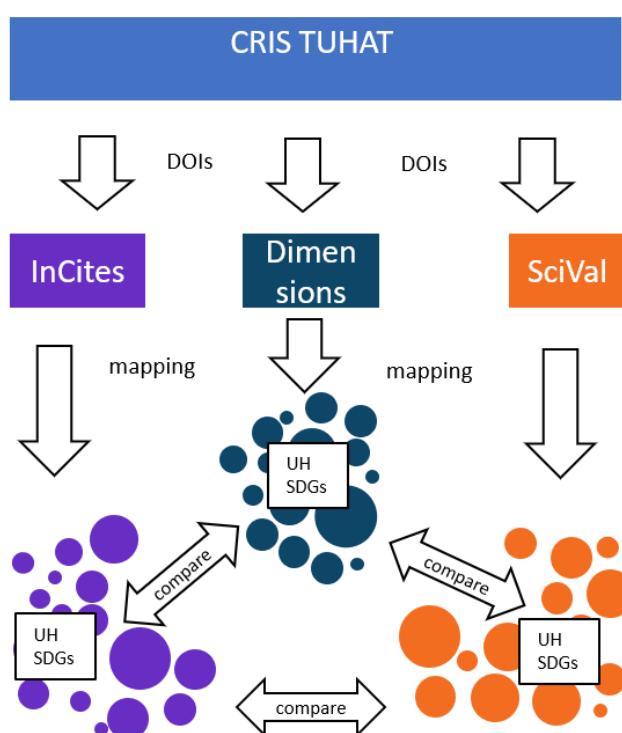 CRIS TUHAT
DOIs
DOIs
InCites
Dimen
sions
SciVal
mapping
mapping
UH
SDGs
compare
compare
UH
SDGs
UH
SDGs
compare